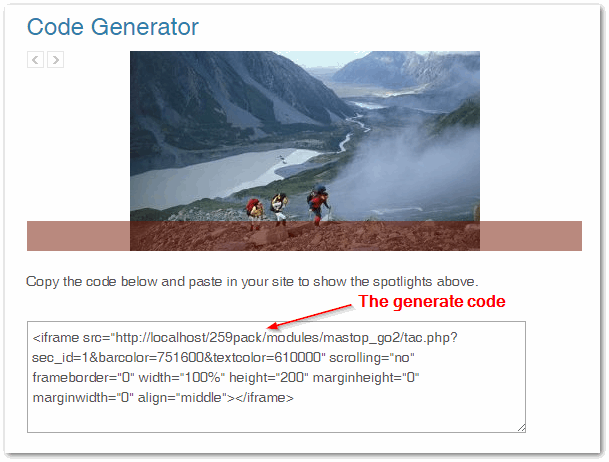 Code Generator
Copy the code below and paste in your site to show the spotlights above.
The generate code
<iframe src="http://localhost/259pack/modules/mastop_go2/tac.php?
sec_id=1&barcolor=751600&textcolor=610000" scrolling="no"
frameborder="0" width="100%" height="200" marginheight="0"
marginwidth="0" align="middle"></iframe>